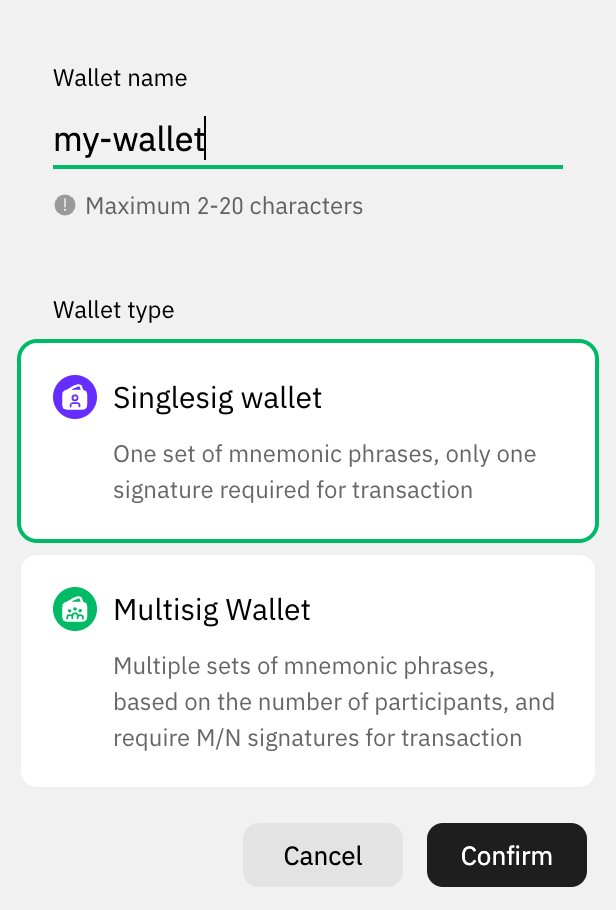 Wallet name
my-wallet
Maximum 2-20 characters
Wallet type
Singlesig wallet
One set of mnemonic phrases, only one
signature required for transaction
Multisig Wallet
Multiple sets of mnemonic phrases,
based on the number of participants, and
require M/N signatures for transaction
Cancel
Confirm